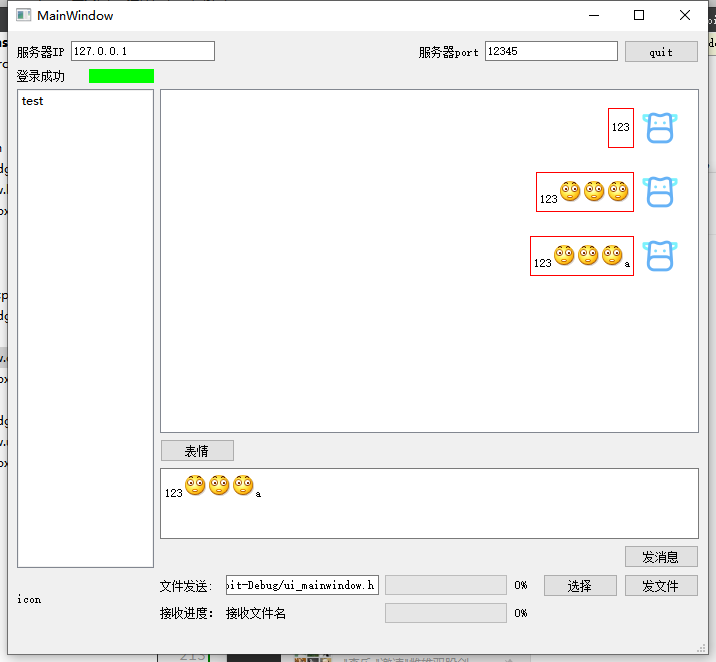 MainWindow
服务器IP 127.0.0.1 服务器port 12345 quit
登录成功
test
123
123😳😳😳
123😳😳😳a
表情
123😳😳😳a
发消息
文件发送: bit-Debug/ui_mainwindow.h 0% 选择 发文件
icon
接收进度: 接收文件名 0%
213